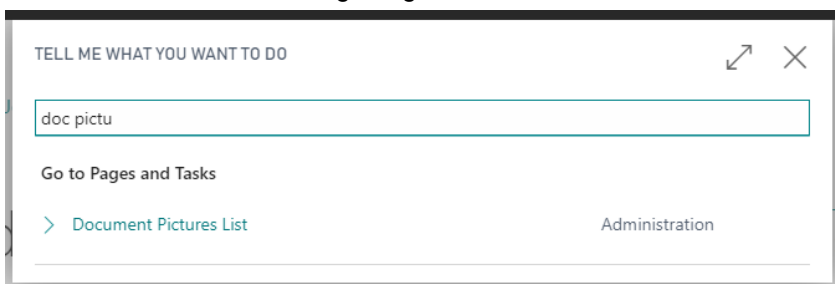 TELL ME WHAT YOU WANT TO DO
doc pictu
Go to Pages and Tasks
Document Pictures List Administration